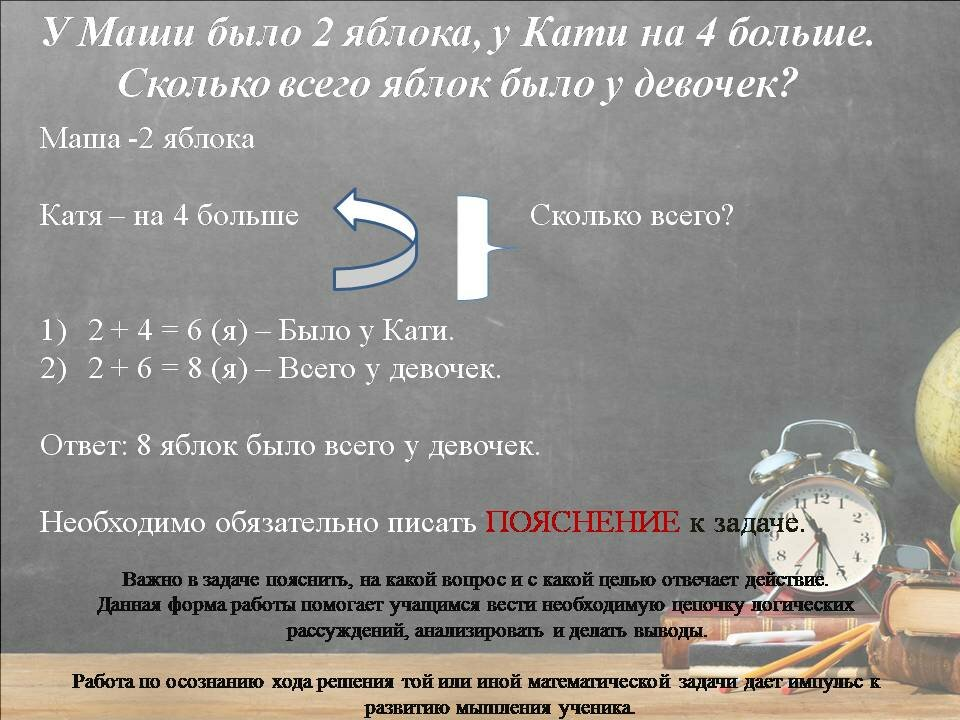 У Маши было 2 яблока, у Кати на 4 больше.
Сколько всего яблок было у девочек?
Маша -2 яблока
Катя – на 4 больше Сколько всего?
1) 2 + 4 = 6 (я) – Было у Кати.
2) 2 + 6 = 8 (я) – Всего у девочек.
Ответ: 8 яблок было всего у девочек.
Необходимо обязательно писать ПОЯСНЕНИЕ к задаче.
Важно в задаче пояснить, на какой вопрос и с какой целью отвечает действие.
Данная форма работы помогает учащимся вести необходимую цепочку логических
рассуждений, анализировать и делать выводы.
Работа по осознанию хода решения той или иной математической задачи дает импульс к
развитию мышления ученика.